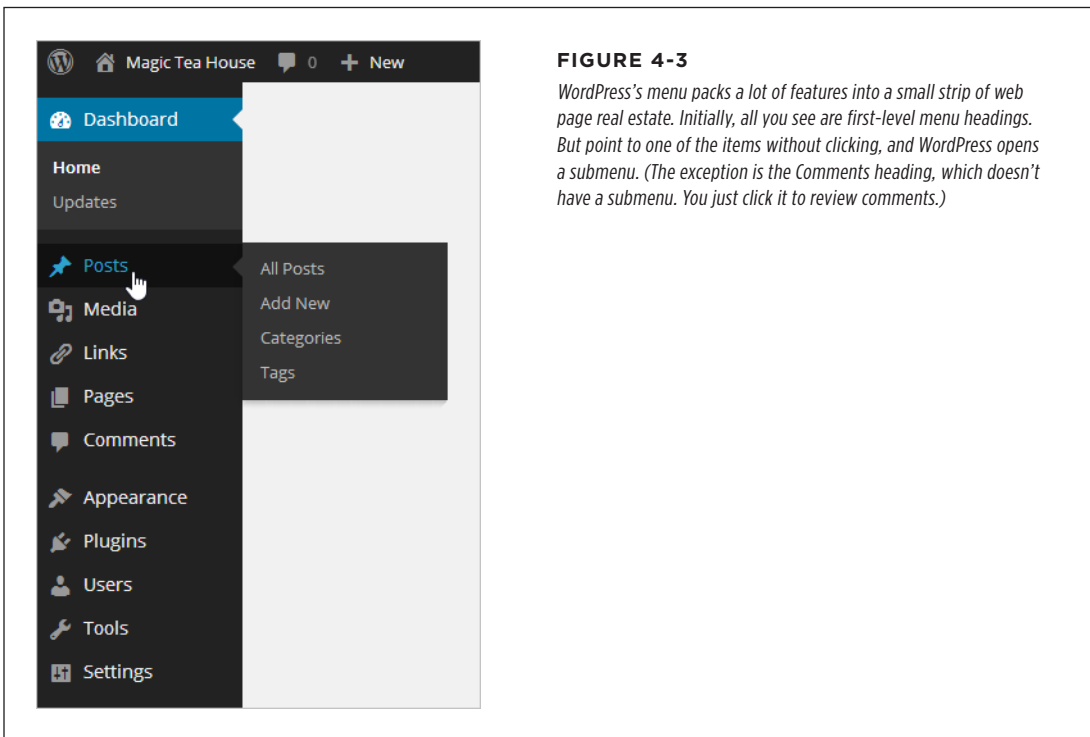 Magic Tea House 0 New
Dashboard
Home
Updates
Posts
All Posts
Add New
Categories
Tags
Media
Links
Pages
Comments
Appearance
Plugins
Users
Tools
Settings
FIGURE 4-3
WordPress’s menu packs a lot of features into a small strip of web
page real estate. Initially, all you see are first-level menu headings.
But point to one of the items without clicking, and WordPress opens
a submenu. (The exception is the Comments heading, which doesn’t
have a submenu. You just click it to review comments.)